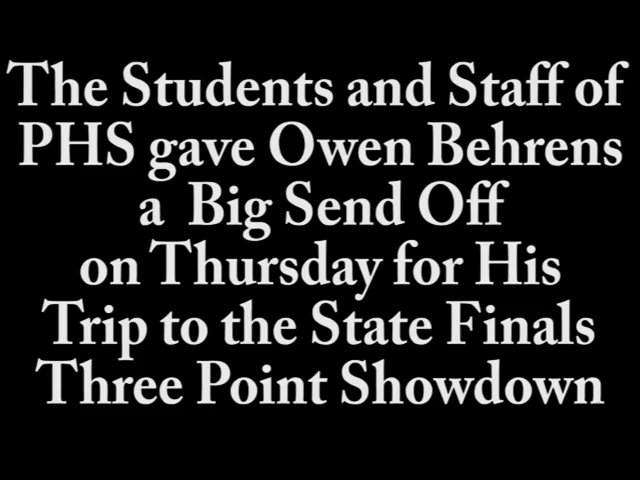 The Students and Staff of
PHS gave Owen Behrens
a  Big Send Off
on Thursday for His
Trip to the State Finals
Three Point Showdown